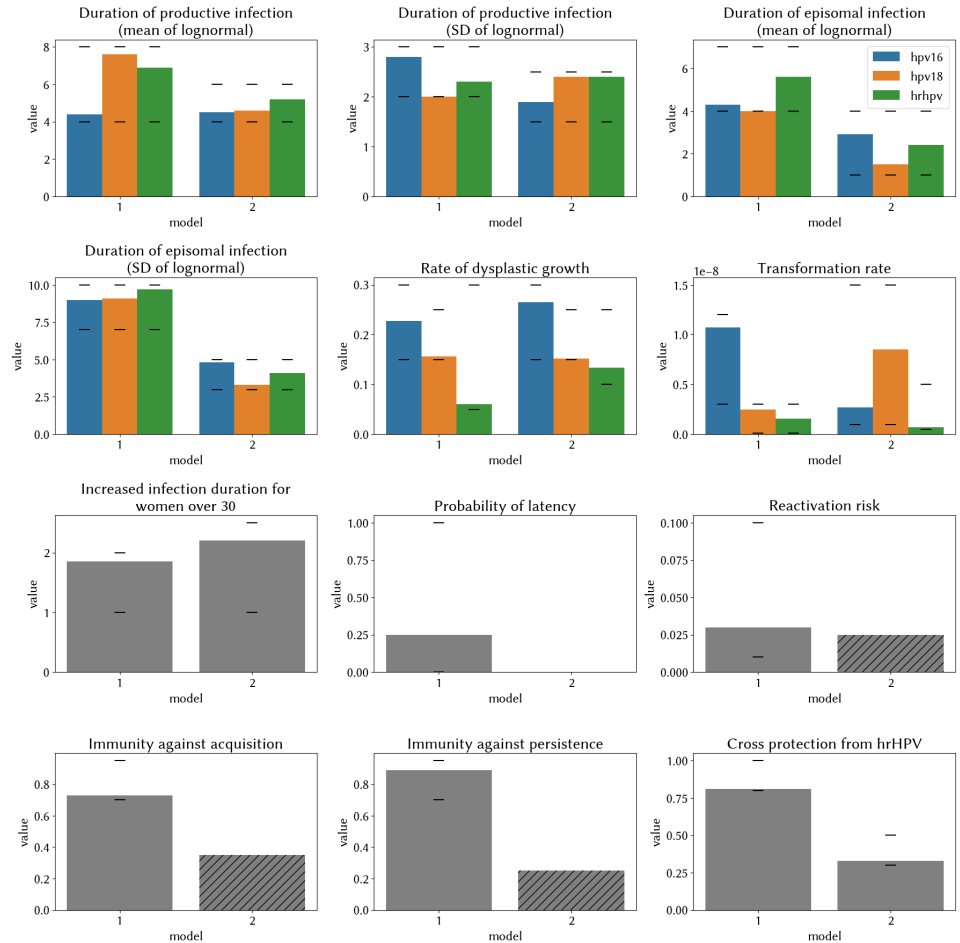 Duration of productive infection
(mean of lognormal)
8
6
4
2
0
value
1
2
model
Duration of productive infection
(SD of lognormal)
3
2
1
0
value
1
2
model
Duration of episomal infection
(mean of lognormal)
hpv16
hpv18
hrhpv
6
4
2
0
value
1
2
model
Duration of episomal infection
(SD of lognormal)
10.0
7.5
5.0
2.5
0.0
value
1
2
model
Rate of dysplastic growth
0.3
0.2
0.1
0.0
value
1
2
model
Transformation rate
1e−8
1.5
1.0
0.5
0.0
value
1
2
model
Increased infection duration for
women over 30
2
1
0
value
1
2
model
Probability of latency
1.00
0.75
0.50
0.25
0.00
value
1
2
model
Reactivation risk
0.100
0.075
0.050
0.025
0.000
value
1
2
model
Immunity against acquisition
0.8
0.6
0.4
0.2
0.0
value
1
2
model
Immunity against persistence
0.8
0.6
0.4
0.2
0.0
value
1
2
model
Cross protection from hrHPV
1.00
0.75
0.50
0.25
0.00
value
1
2
model